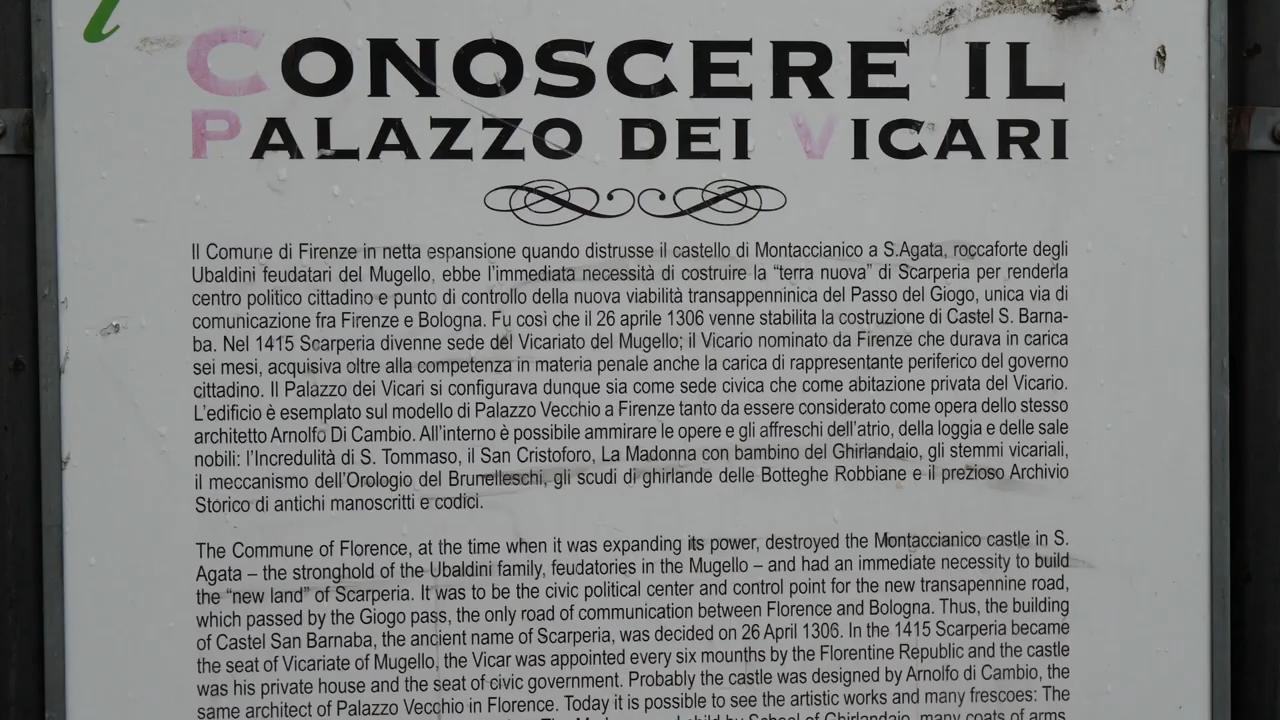 CONOSCERE IL
PALAZZO DEI VICARI
Il Comune di Firenze in netta espansione quando distrusse il castello di Montaccianico a S.Agata, roccaforte degli
Ubaldini feudatari del Mugello, ebbe l'immediata necessità di costruire la “terra nuova” di Scarperia per renderla
centro politico cittadino e punto di controllo della nuova viabilità transappenninica del Passo del Giogo, unica via di
comunicazione fra Firenze e Bologna. Fu così che il 26 aprile 1306 venne stabilita la costruzione di Castel S. Barna-
ba. Nel 1415 Scarperia divenne sede del Vicariato del Mugello; il Vicario nominato da Firenze che durava in carica
sei mesi, acquisiva oltre alla competenza in materia penale anche la carica di rappresentante periferico del governo
cittadino. Il Palazzo dei Vicari si configurava dunque sia come sede civica che come abitazione privata del Vicario.
L'edificio è esemplato sul modello di Palazzo Vecchio a Firenze tanto da essere considerato come opera dello stesso
architetto Arnolfo Di Cambio. All'interno è possibile ammirare le opere e gli affreschi dell'atrio, della loggia e delle sale
nobili: l'Incredulità di S. Tommaso, il San Cristoforo, La Madonna con bambino del Ghirlandaio, gli stemmi vicariali,
il meccanismo dell'Orologio del Brunelleschi, gli scudi di ghirlande delle Botteghe Robbiane e il prezioso Archivio
Storico di antichi manoscritti e codici.
The Commune of Florence, at the time when it was expanding its power, destroyed the Montaccianico castle in S.
Agata – the stronghold of the Ubaldini family, feudatories in the Mugello – and had an immediate necessity to build
the “new land” of Scarperia. It was to be the civic political center and control point for the new transapennine road,
which passed by the Giogo pass, the only road of communication between Florence and Bologna. Thus, the building
of Castel San Barnaba, the ancient name of Scarperia, was decided on 26 April 1306. In the 1415 Scarperia became
the seat of Vicariate of Mugello, the Vicar was appointed every six mounths by the Florentine Republic and the castle
was his private house and the seat of civic government. Probably the castle was designed by Arnolfo di Cambio, the
same architect of Palazzo Vecchio in Florence. Today it is possible to see the artistic works and many frescoes: The
child by School of Ghirlandaio, many coats of arms,